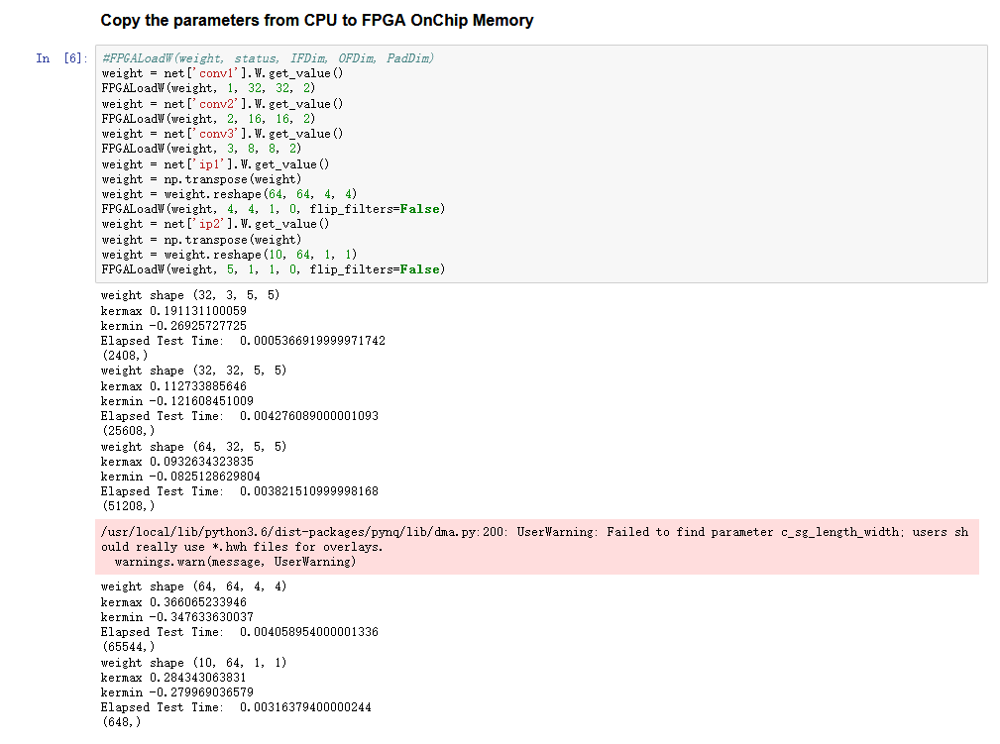 Copy the parameters from CPU to FPGA OnChip Memory
In [6]: #FPGALoadW(weight, status, IFDim, OFDim, PadDim)
weight = net['conv1'].W.get_value()
FPGALoadW(weight, 1, 32, 32, 2)
weight = net['conv2'].W.get_value()
FPGALoadW(weight, 2, 16, 16, 2)
weight = net['conv3'].W.get_value()
FPGALoadW(weight, 3, 8, 8, 2)
weight = net['ip1'].W.get_value()
weight = np.transpose(weight)
weight = weight.reshape(64, 64, 4, 4)
FPGALoadW(weight, 4, 4, 1, 0, flip_filters=False)
weight = net['ip2'].W.get_value()
weight = np.transpose(weight)
weight = weight.reshape(10, 64, 1, 1)
FPGALoadW(weight, 5, 1, 1, 0, flip_filters=False)
weight shape (32, 3, 5, 5)
kermax 0.191131100059
kermin -0.26925727725
Elapsed Test Time:  0.0005366919999971742
(2408,)
weight shape (32, 32, 5, 5)
kermax 0.112733885646
kermin -0.121608451009
Elapsed Test Time:  0.004276089000001093
(25608,)
weight shape (64, 32, 5, 5)
kermax 0.0932634323835
kermin -0.0825128629804
Elapsed Test Time:  0.003821510999998168
(51208,)
/usr/local/lib/python3.6/dist-packages/pynq/lib/dma.py:200: UserWarning: Failed to find parameter c_sg_length_width; users sh
ould really use *.hwh files for overlays.
warnings.warn(message, UserWarning)
weight shape (64, 64, 4, 4)
kermax 0.366065233946
kermin -0.347633630037
Elapsed Test Time:  0.004058954000001336
(65544,)
weight shape (10, 64, 1, 1)
kermax 0.284343063831
kermin -0.279969036579
Elapsed Test Time:  0.00316379400000244
(648,)